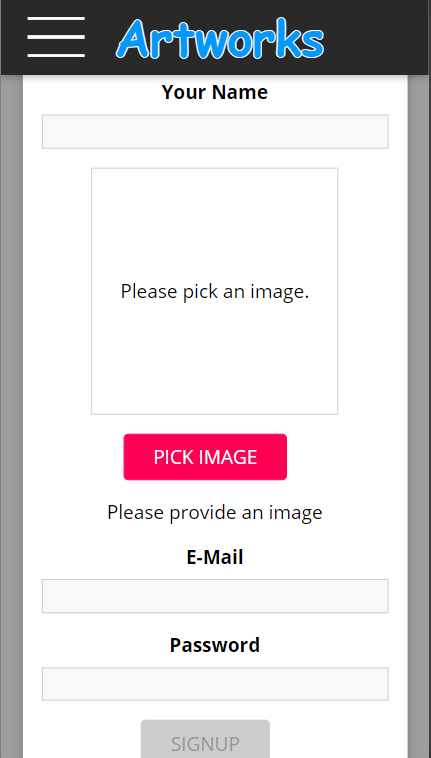 Artworks
Your Name
Please pick an image.
PICK IMAGE
Please provide an image
E-Mail
Password
SIGNUP